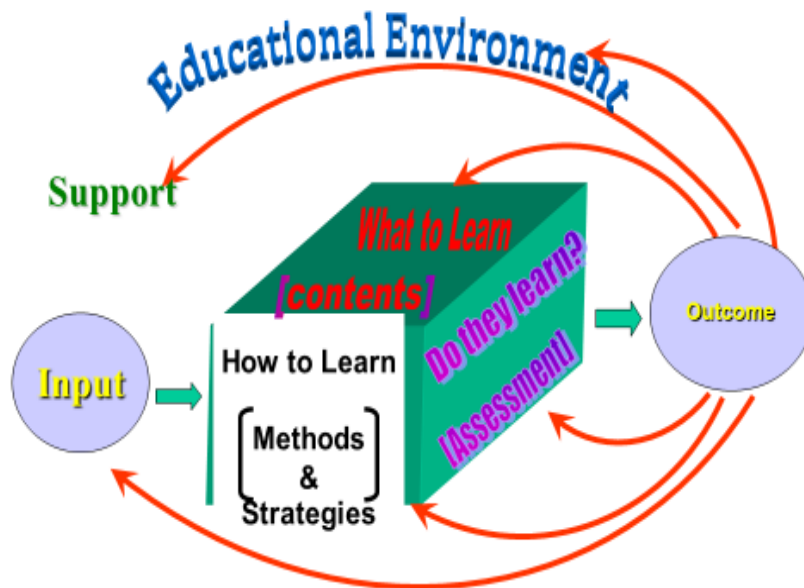 Educational Environment
Support
What to Learn
[contents]
Do they learn?
[Assessment]
How to Learn
Methods
&
Strategies
Input
Outcome